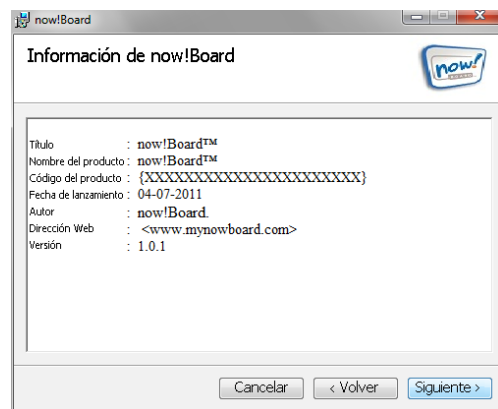 now!Board
Información de now!Board
now!
BOARD
Título : now!Board™
Nombre del producto : now!Board™
Código del producto : {XXXXXXXXXXXXXXXXXXXXXXX}
Fecha de lanzamiento : 04-07-2011
Autor : now!Board.
Dirección Web : <www.mynowboard.com>
Versión : 1.0.1
Cancelar < Volver Siguiente >